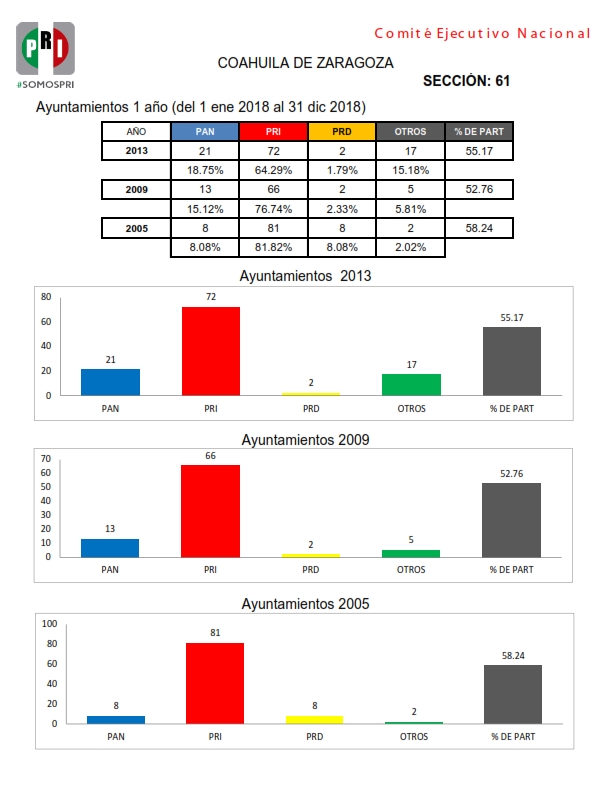 Comité Ejecutivo Nacional
PRI
#SOMOSPRI
COAHUILA DE ZARAGOZA
SECCIÓN: 61
Ayuntamientos 1 año (del 1 ene 2018 al 31 dic 2018)
AÑO PAN PRI PRD OTROS % DE PART
2013 21 72 2 17 55.17
18.75% 64.29% 1.79% 15.18%
2009 13 66 2 5 52.76
15.12% 76.74% 2.33% 5.81%
2005 8 81 8 2 58.24
8.08% 81.82% 8.08% 2.02%
Ayuntamientos 2013
80
60
40
20
0
21 72 2 17 55.17
PAN PRI PRD OTROS % DE PART
Ayuntamientos 2009
70
60
50
40
30
20
10
0
13 66 2 5 52.76
PAN PRI PRD OTROS % DE PART
Ayuntamientos 2005
100
80
60
40
20
0
8 81 8 2 58.24
PAN PRI PRD OTROS % DE PART